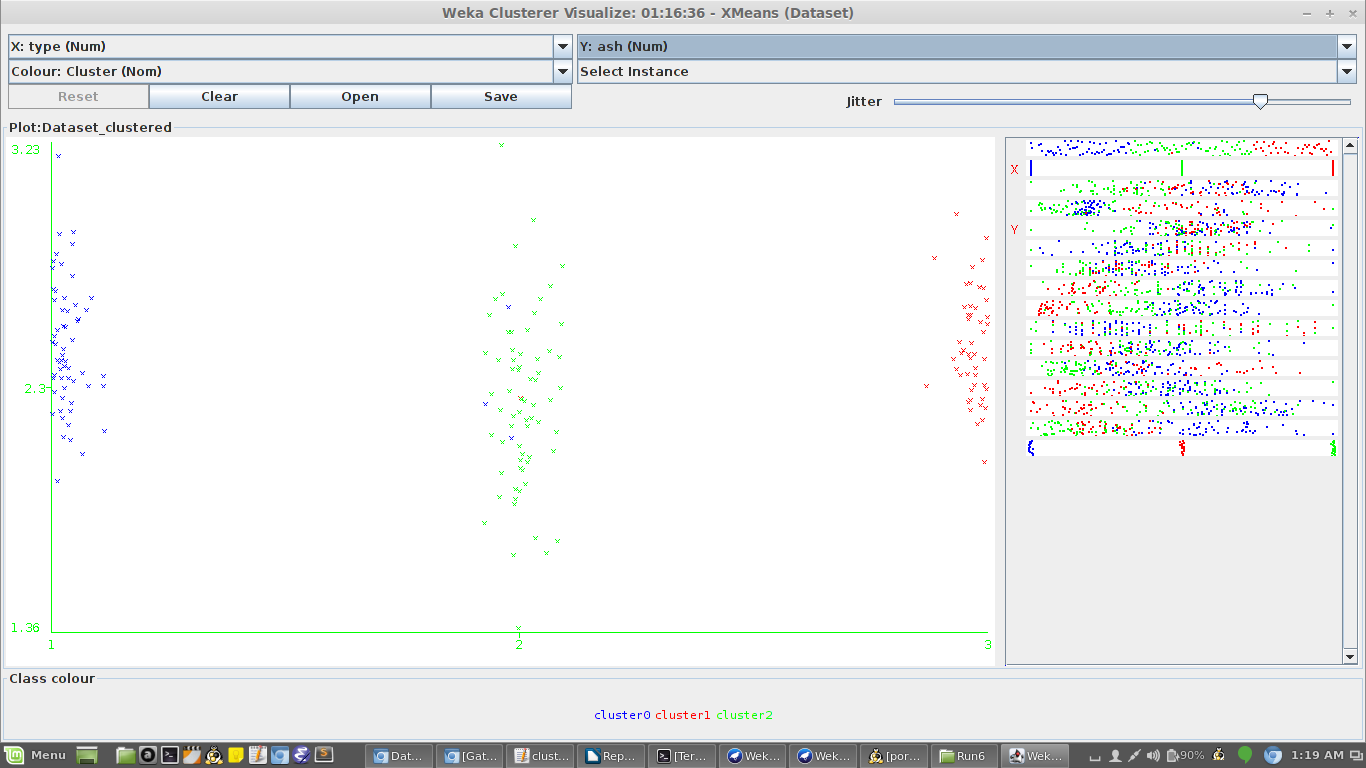 Weka Clusterer Visualize: 01:16:36 - XMeans (Dataset)
X: type (Num)
Y: ash (Num)
Colour: Cluster (Nom)
Select Instance
Reset
Clear
Open
Save
Jitter
Plot:Dataset_clustered
3.23
2.3
1.36
1
2
3
X
Y
Class colour
cluster0 cluster1 cluster2
Menu
Dat...
[Gat...
clust...
Rep...
[Ter...
Wek...
Wek...
[por...
Run6
Wek...
90%
1:19 AM